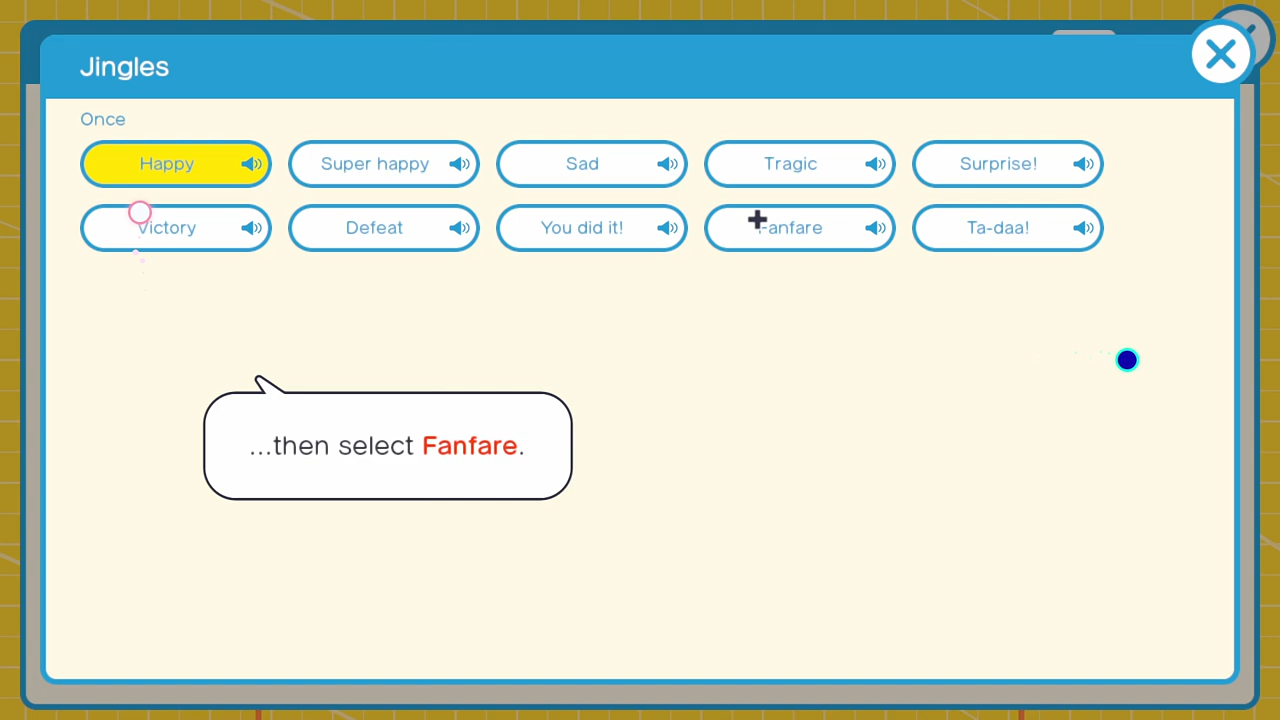 Jingles
Once
Happy
Super happy
Sad
Tragic
Surprise!
Victory
Defeat
You did it!
Fanfare
Ta-daa!
...then select Fanfare.